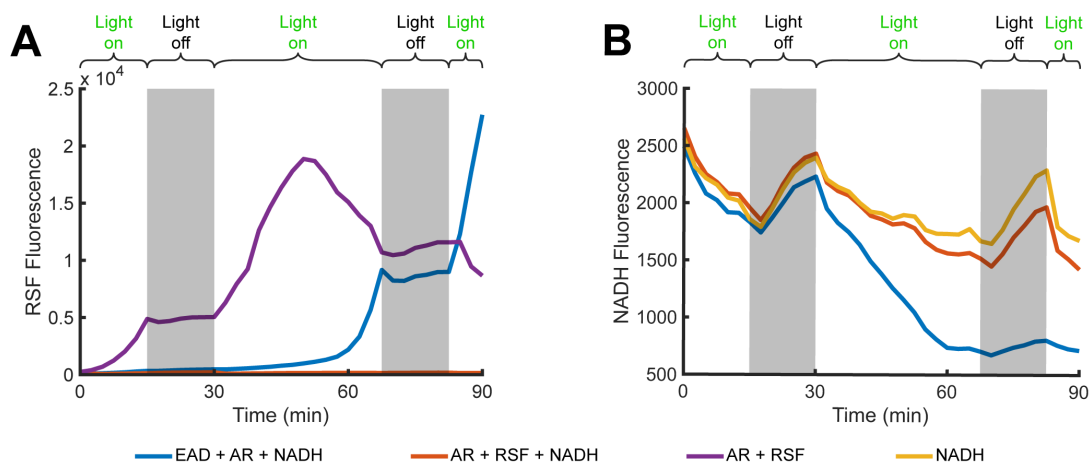 A
Light on
Light off
Light on
Light off
Light on
x 10⁴
2.5
2
1.5
1
0.5
0
RSF Fluorescence
0
30
60
90
Time (min)
B
Light on
Light off
Light on
Light off
Light on
3000
2500
2000
1500
1000
500
NADH Fluorescence
0
30
60
90
Time (min)
EAD + AR + NADH
AR + RSF + NADH
AR + RSF
NADH